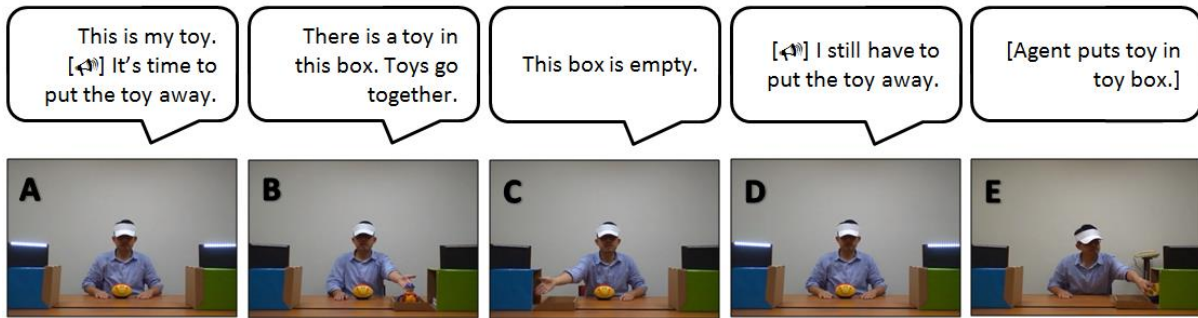 This is my toy.
[📢] It's time to
put the toy away.
There is a toy in
this box. Toys go
together.
This box is empty.
[📢] I still have to
put the toy away.
[Agent puts toy in
toy box.]
A
B
C
D
E